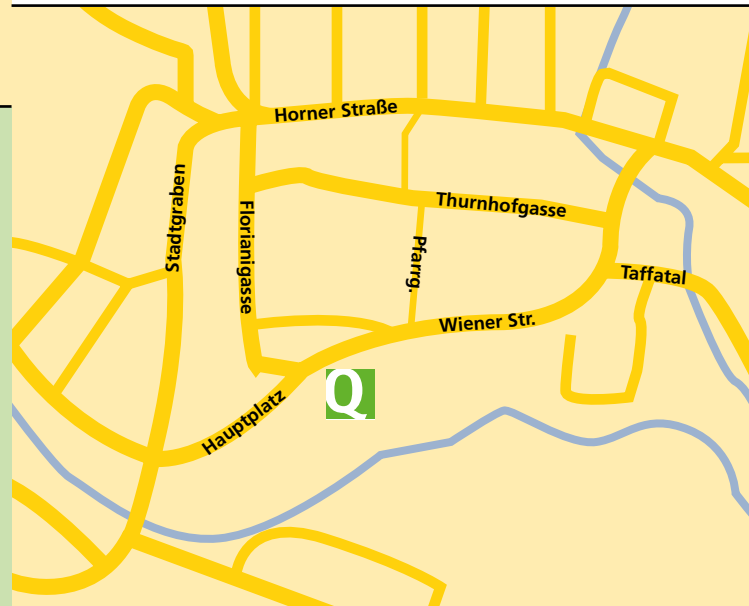 Horner Straße
Stadtgraben
Florianigasse
Thurnhofgasse
Pfarrg.
Taffatal
Wiener Str.
Q
Hauptplatz